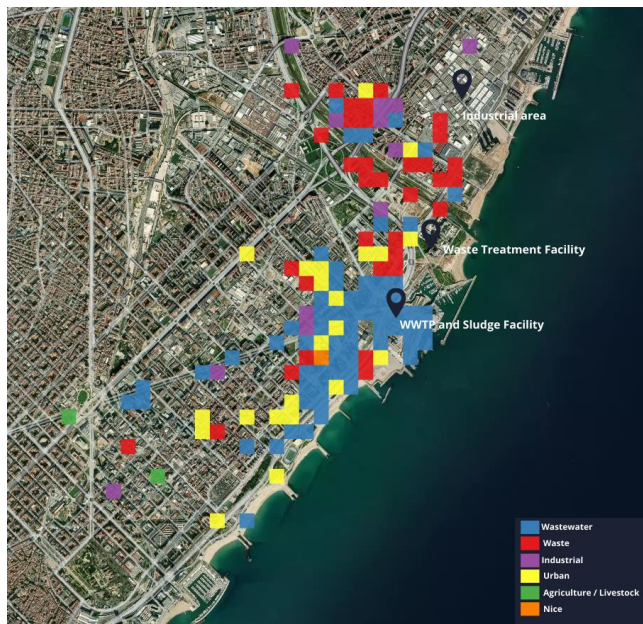 Industrial area
Waste Treatment Facility
WWTP and Sludge Facility
Wastewater
Waste
Industrial
Urban
Agriculture / Livestock
Nice